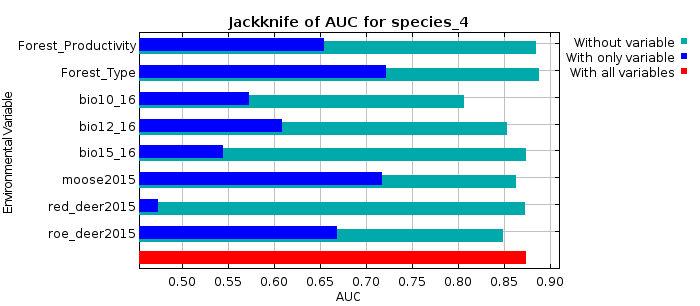 Jackknife of AUC for species_4
Forest_Productivity
Forest_Type
bio10_16
bio12_16
bio15_16
moose2015
red_deer2015
roe_deer2015
Environmental Variable
0.50 0.55 0.60 0.65 0.70 0.75 0.80 0.85 0.90
AUC
Without variable
With only variable
With all variables